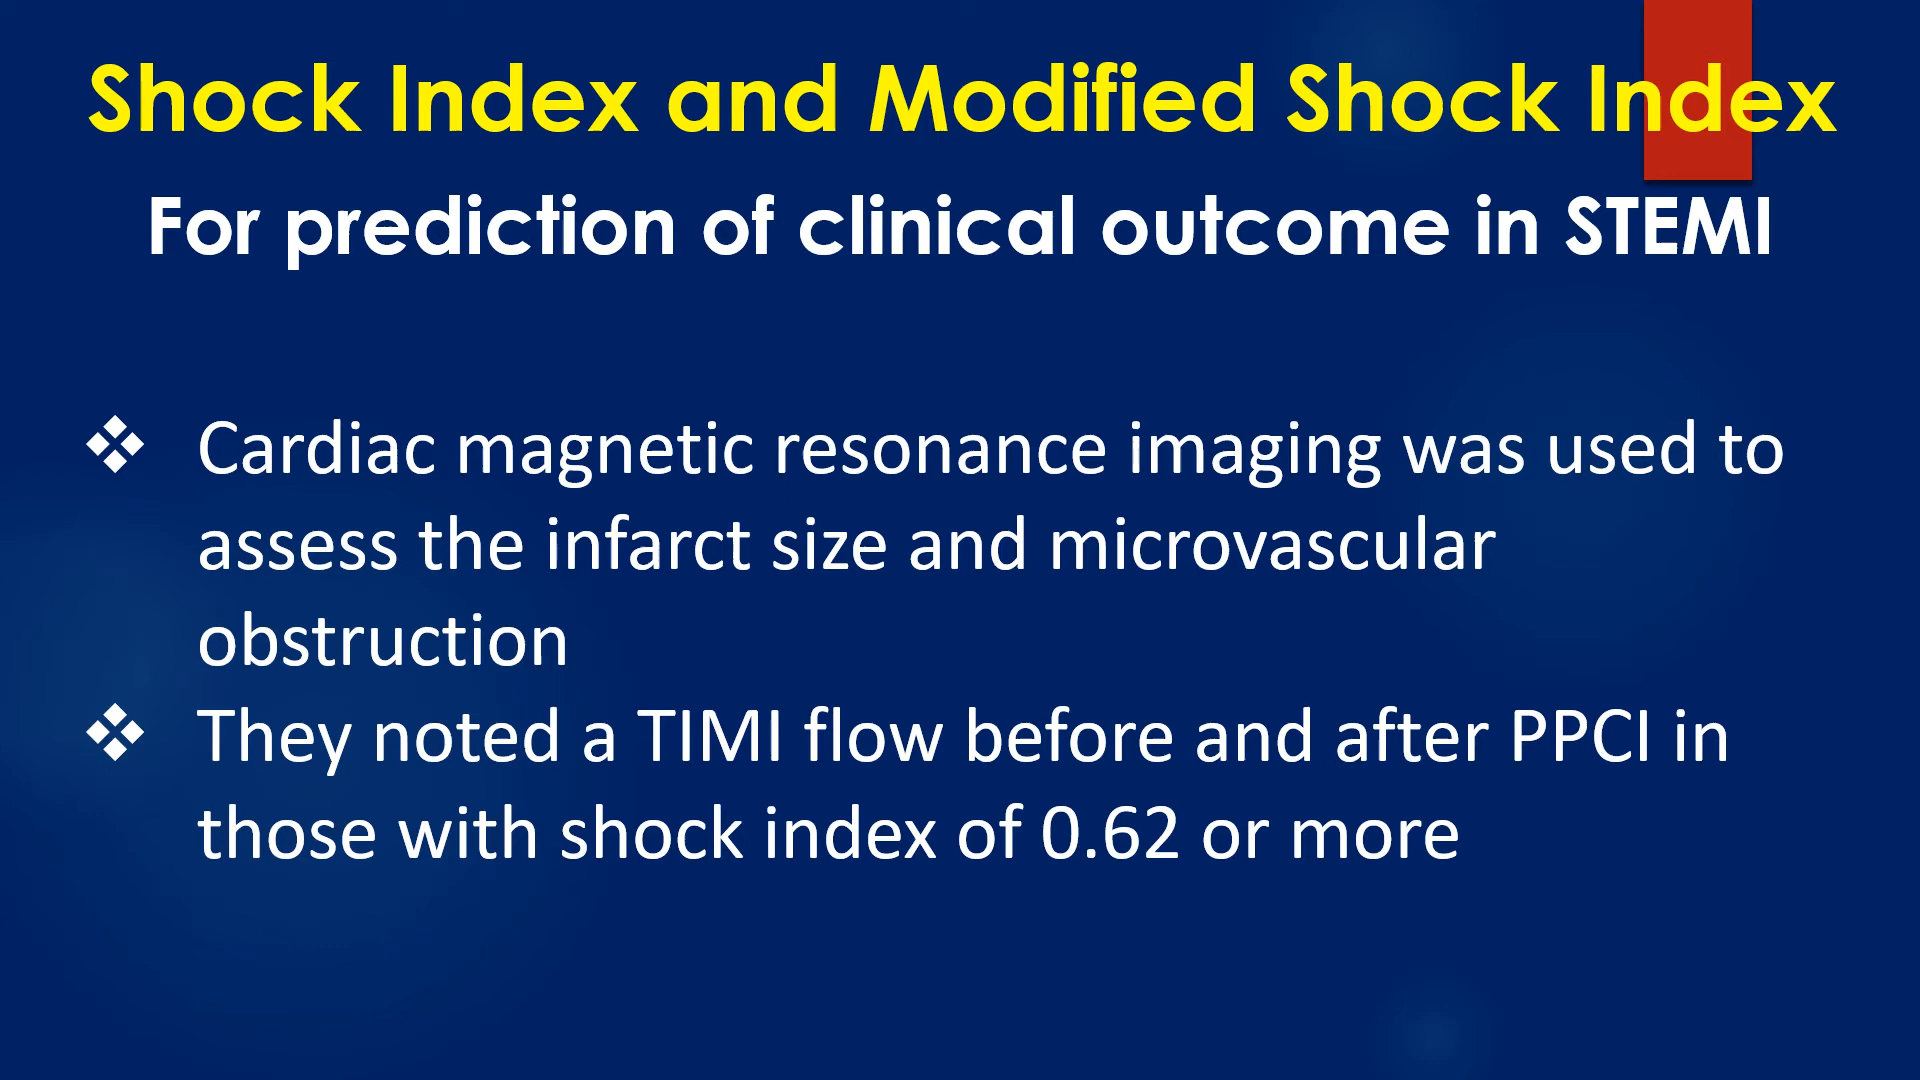 Shock Index and Modified Shock Index
For prediction of clinical outcome in STEMI
❖ Cardiac magnetic resonance imaging was used to
assess the infarct size and microvascular
obstruction
❖ They noted a TIMI flow before and after PPCI in
those with shock index of 0.62 or more